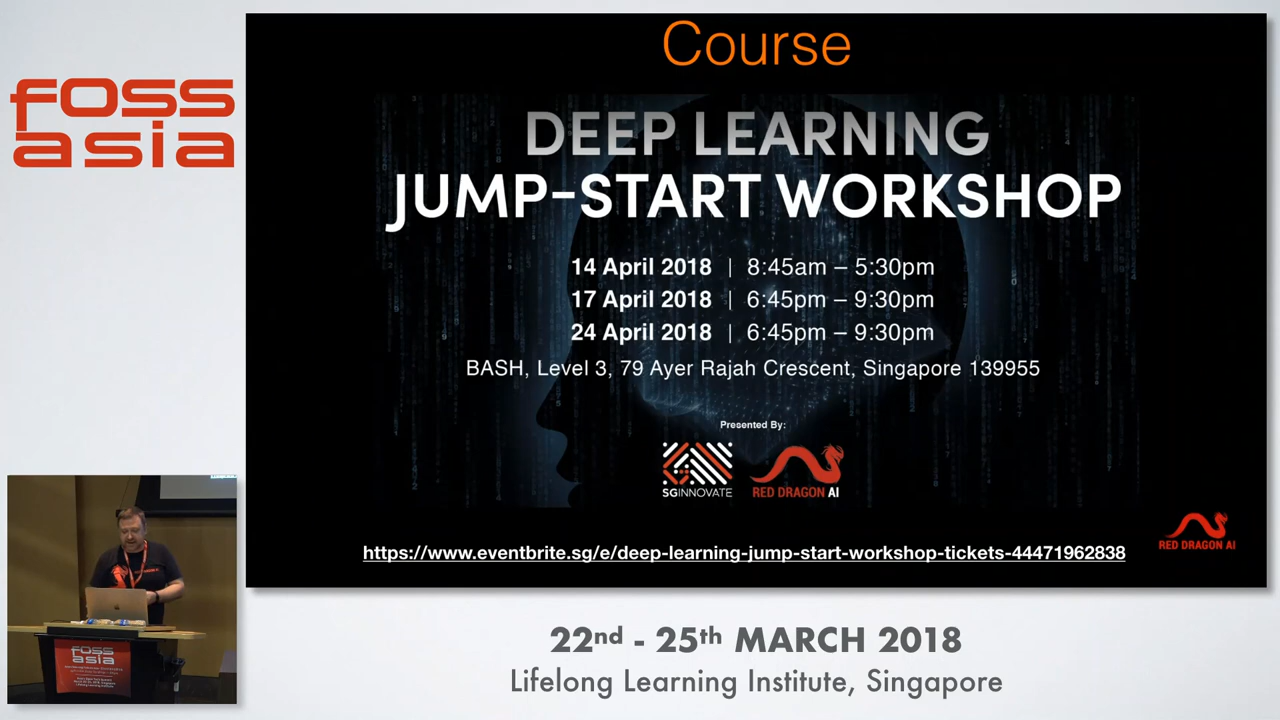 foss
asia
Course
DEEP LEARNING
JUMP-START WORKSHOP
14 April 2018 | 8:45am – 5:30pm
17 April 2018 | 6:45pm – 9:30pm
24 April 2018 | 6:45pm – 9:30pm
BASH, Level 3, 79 Ayer Rajah Crescent, Singapore 139955
Presented By:
SGINNOVATE
RED DRAGON AI
https://www.eventbrite.sg/e/deep-learning-jump-start-workshop-tickets-44471962838
RED DRAGON AI
foss
asia
22nd - 25th MARCH 2018
Lifelong Learning Institute, Singapore